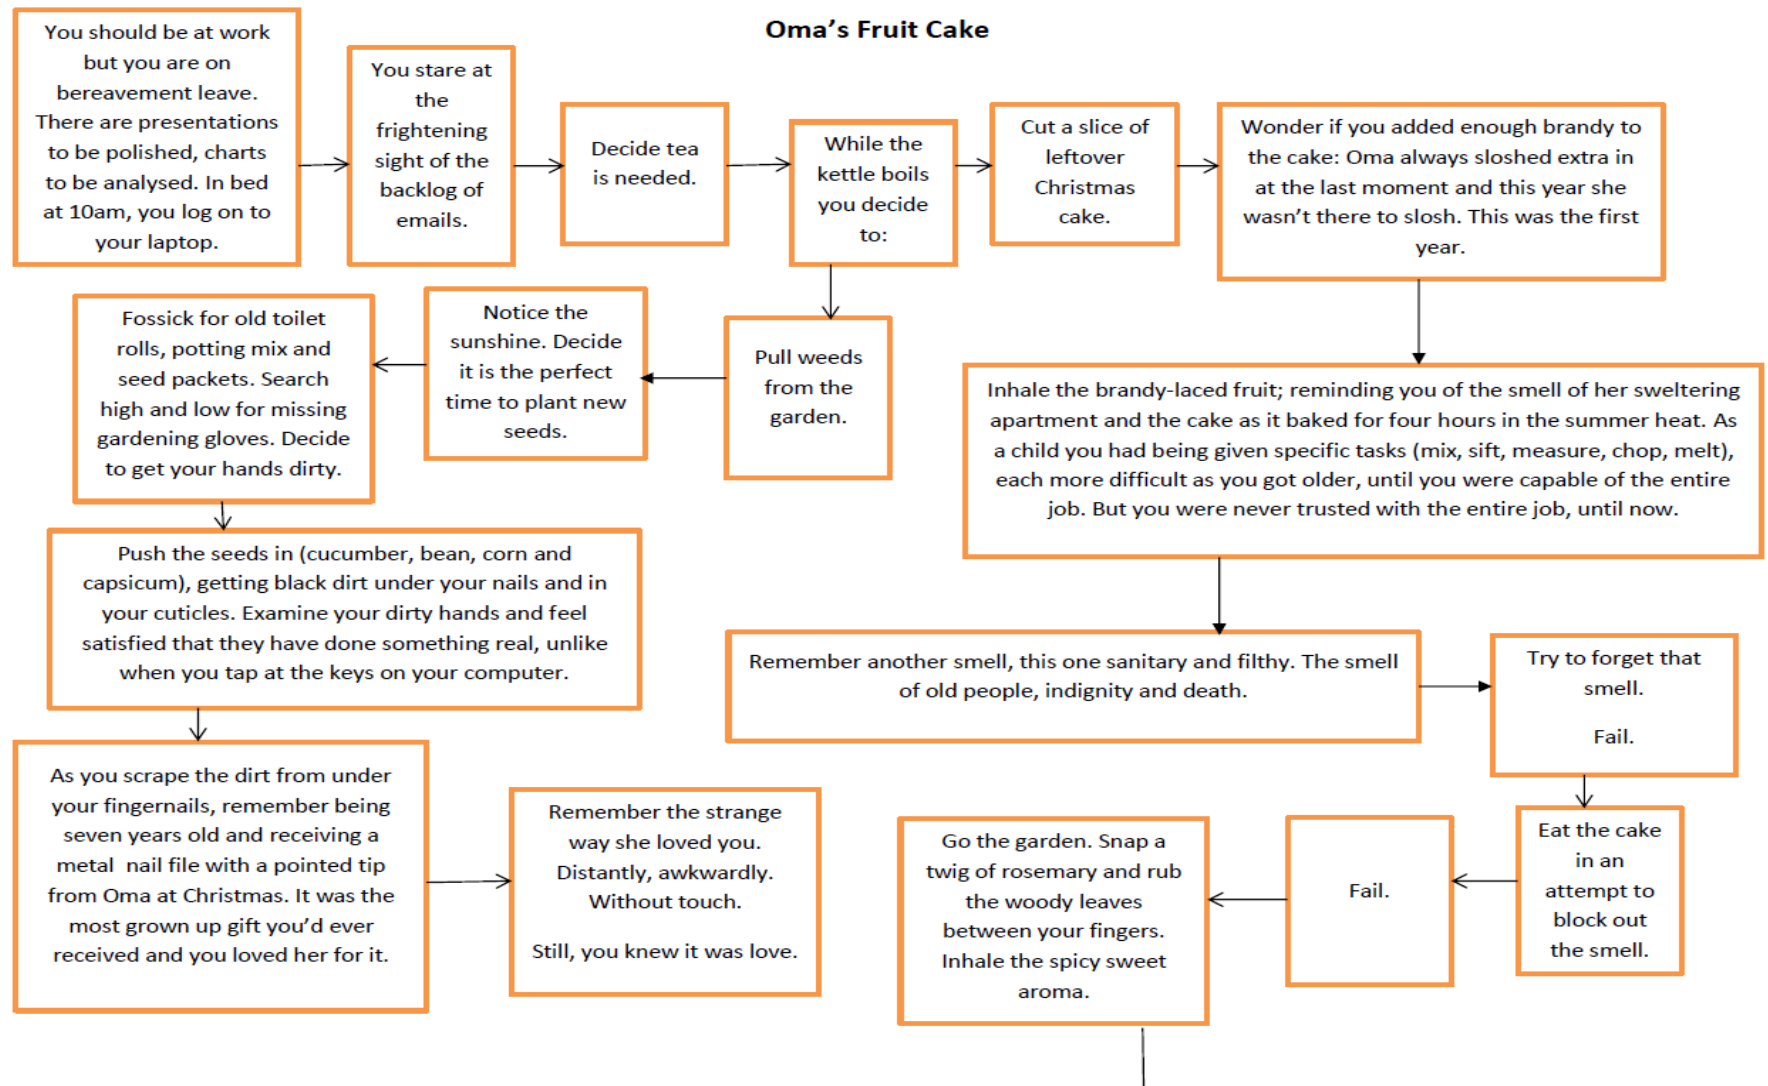 Oma's Fruit Cake
You should be at work
but you are on
bereavement leave.
There are presentations
to be polished, charts
to be analysed. In bed
at 10am, you log on to
your laptop.
You stare at
the
frightening
sight of the
backlog of
emails.
Decide tea
is needed.
While the
kettle boils
you decide
to:
Cut a slice of
leftover
Christmas
cake.
Wonder if you added enough brandy to
the cake: Oma always sloshed extra in
at the last moment and this year she
wasn't there to slosh. This was the first
year.
Pull weeds
from the
garden.
Notice the
sunshine. Decide
it is the perfect
time to plant new
seeds.
Fossick for old toilet
rolls, potting mix and
seed packets. Search
high and low for missing
gardening gloves. Decide
to get your hands dirty.
Push the seeds in (cucumber, bean, corn and
capsicum), getting black dirt under your nails and in
your cuticles. Examine your dirty hands and feel
satisfied that they have done something real, unlike
when you tap at the keys on your computer.
As you scrape the dirt from under
your fingernails, remember being
seven years old and receiving a
metal nail file with a pointed tip
from Oma at Christmas. It was the
most grown up gift you'd ever
received and you loved her for it.
Remember the strange
way she loved you.
Distantly, awkwardly.
Without touch.
Still, you knew it was love.
Inhale the brandy-laced fruit; reminding you of the smell of her sweltering
apartment and the cake as it baked for four hours in the summer heat. As
a child you had being given specific tasks (mix, sift, measure, chop, melt),
each more difficult as you got older, until you were capable of the entire
job. But you were never trusted with the entire job, until now.
Remember another smell, this one sanitary and filthy. The smell
of old people, indignity and death.
Try to forget that
smell.
Fail.
Eat the cake
in an
attempt to
block out
the smell.
Fail.
Go the garden. Snap a
twig of rosemary and rub
the woody leaves
between your fingers.
Inhale the spicy sweet
aroma.